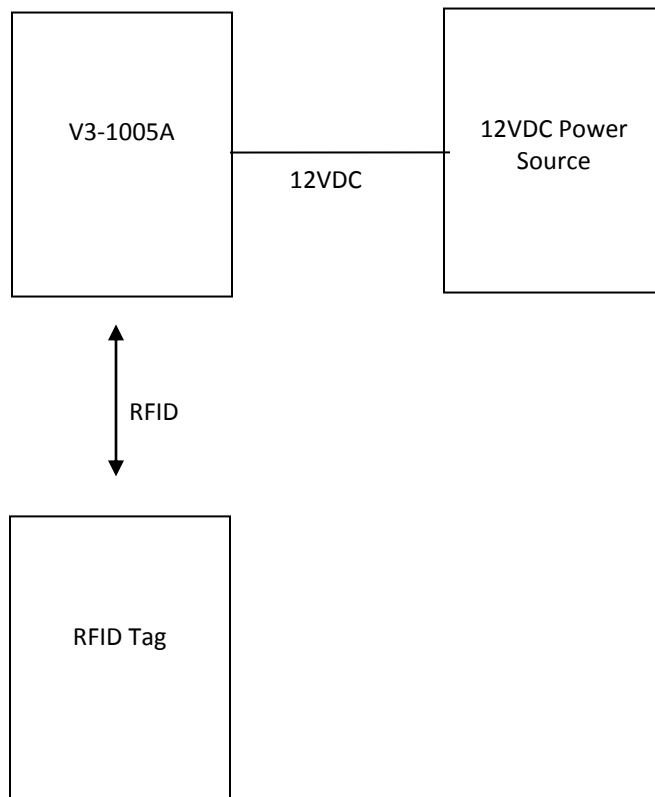 V3-1005A
12VDC Power
Source
12VDC
RFID
RFID Tag